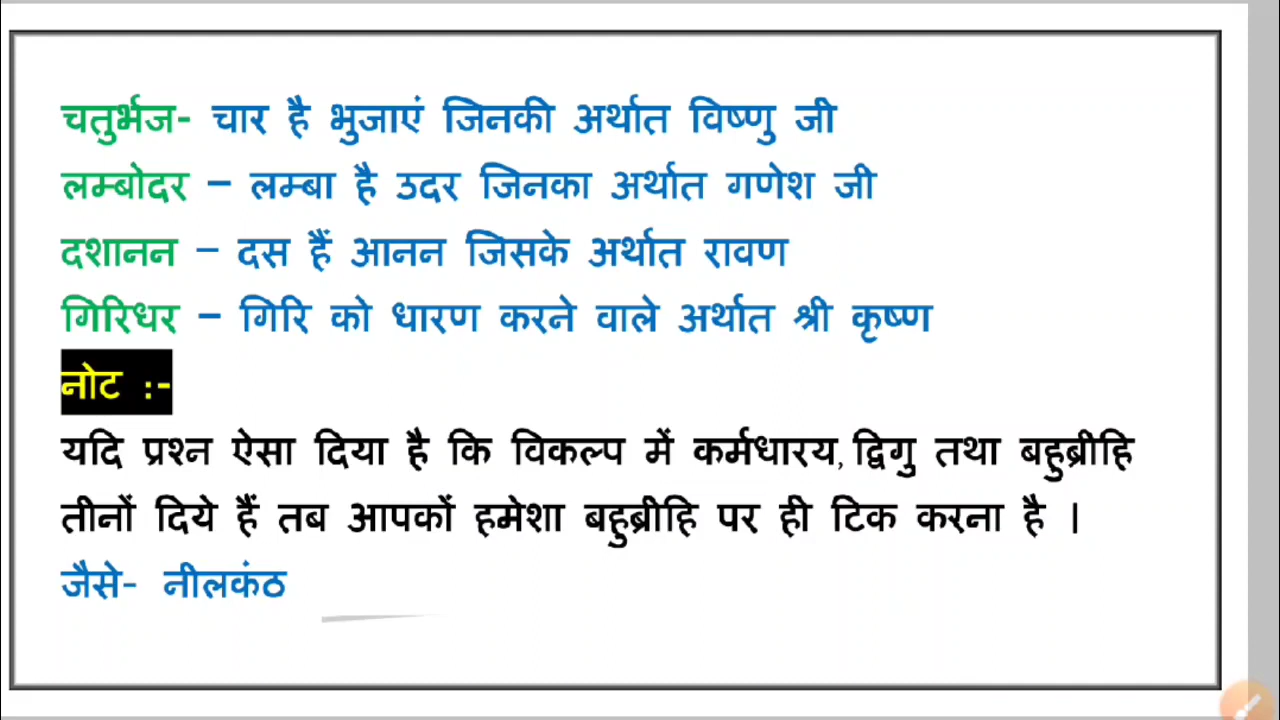 चतुर्भज- चार है भुजाएं जिनकी अर्थात विष्णु जी
लम्बोदर – लम्बा है उदर जिनका अर्थात गणेश जी
दशानन – दस हैं आनन जिसके अर्थात रावण
गिरिधर – गिरि को धारण करने वाले अर्थात श्री कृष्ण
नोट :-
यदि प्रश्न ऐसा दिया है कि विकल्प में कर्मधारय, द्विगु तथा बहुब्रीहि
तीनों दिये हैं तब आपकों हमेशा बहुब्रीहि पर ही टिक करना है ।
जैसे- नीलकंठ